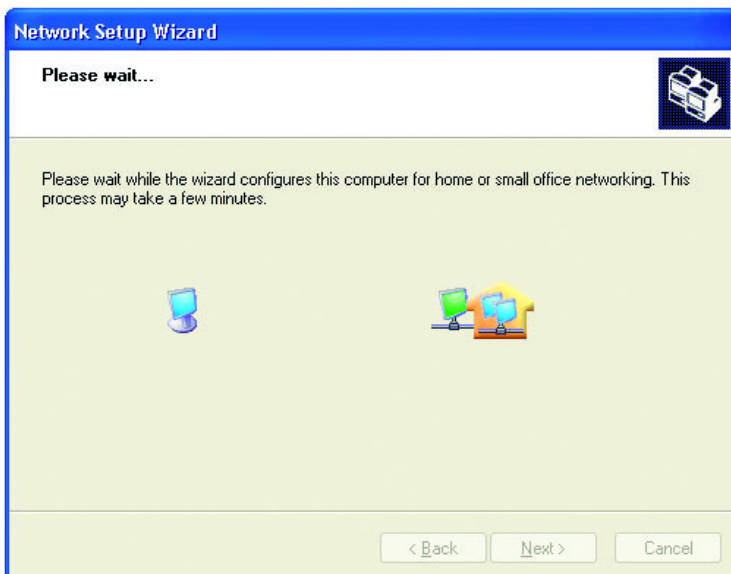 Network Setup Wizard
Please wait...
Please wait while the wizard configures this computer for home or small office networking. This
process may take a few minutes.
< Back
Next >
Cancel